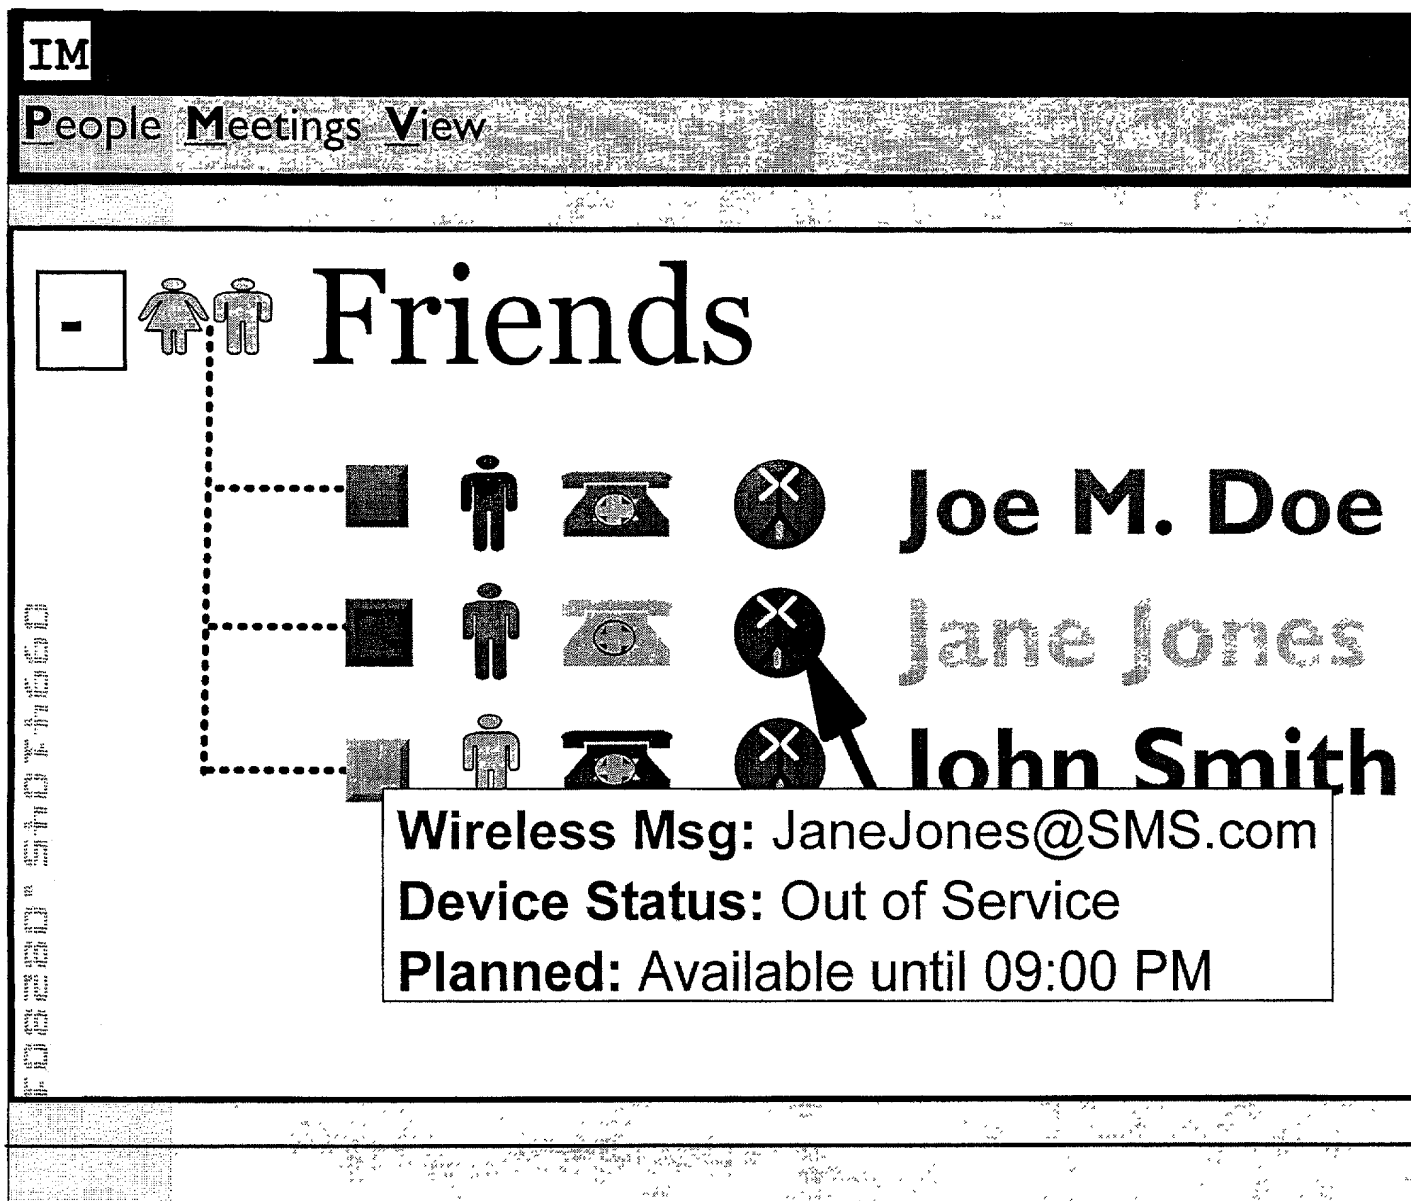 IM
People Meetings View
- Friends
Joe M. Doe
Jane Jones
John Smith
Wireless Msg: JaneJones@SMS.com
Device Status: Out of Service
Planned: Available until 09:00 PM